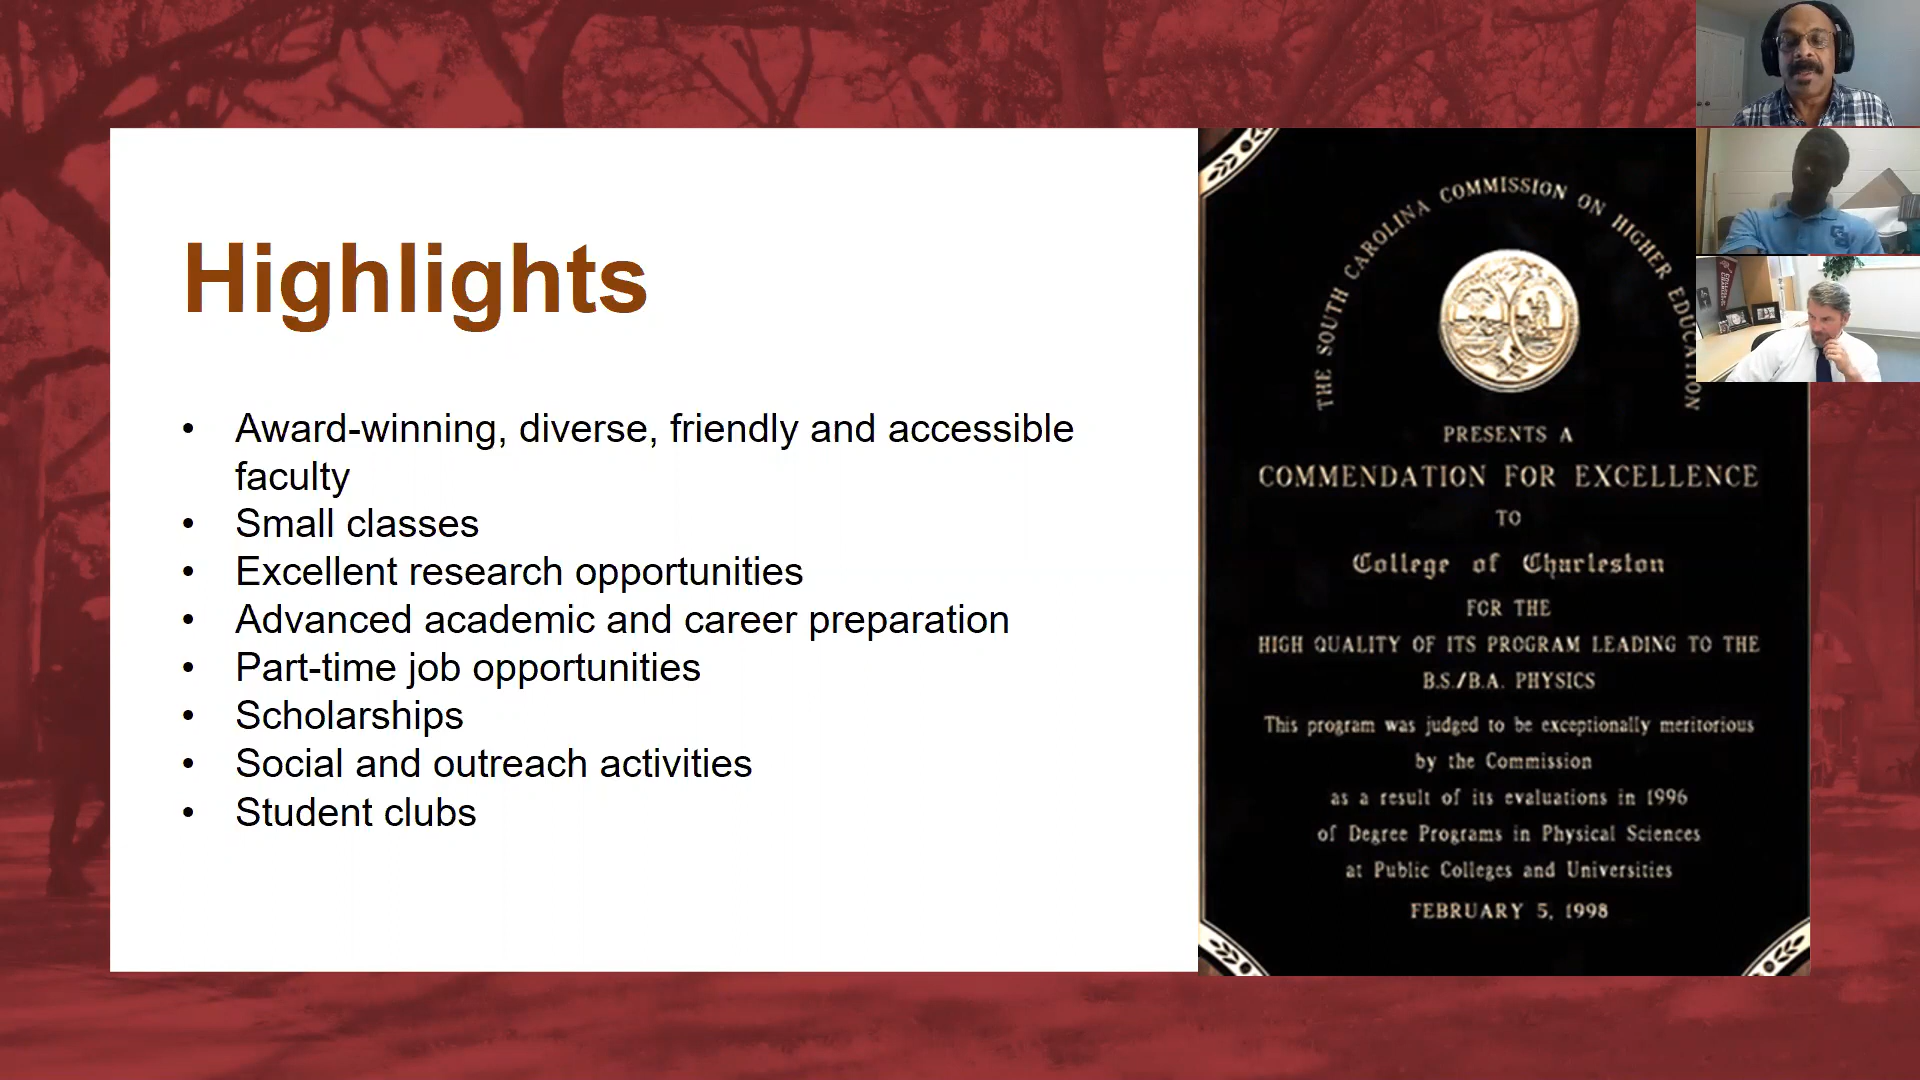 Highlights
• Award-winning, diverse, friendly and accessible
faculty
• Small classes
• Excellent research opportunities
• Advanced academic and career preparation
• Part-time job opportunities
• Scholarships
• Social and outreach activities
• Student clubs
THE SOUTH CAROLINA COMMISSION ON HIGHER EDUCATION
PRESENTS A
COMMENDATION FOR EXCELLENCE
TO
College of Charleston
FOR THE
HIGH QUALITY OF ITS PROGRAM LEADING TO THE
B.S./B.A. PHYSICS
This program was judged to be exceptionally meritorious
by the Commission
as a result of its evaluations in 1996
of Degree Programs in Physical Sciences
at Public Colleges and Universities
FEBRUARY 5, 1998